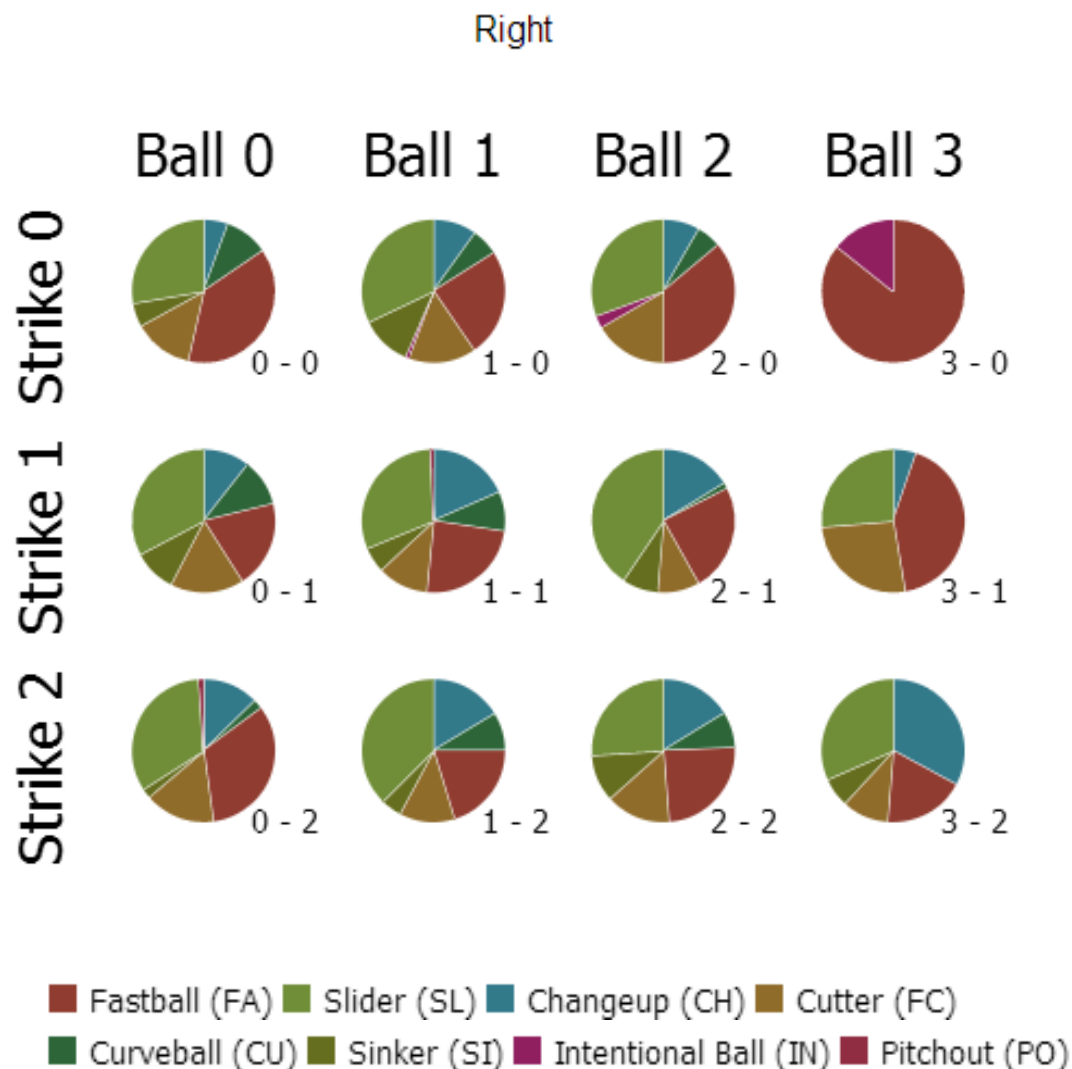 Right
Ball 0 Ball 1 Ball 2 Ball 3
Strike 0
0 - 0 1 - 0 2 - 0 3 - 0
Strike 1
0 - 1 1 - 1 2 - 1 3 - 1
Strike 2
0 - 2 1 - 2 2 - 2 3 - 2
Fastball (FA) Slider (SL) Changeup (CH) Cutter (FC)
Curveball (CU) Sinker (SI) Intentional Ball (IN) Pitchout (PO)